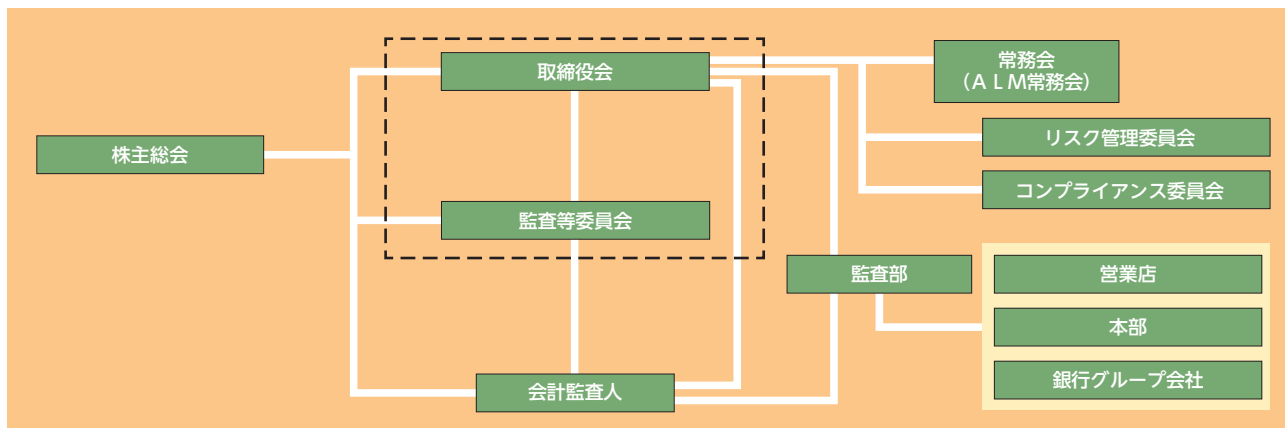 株主総会
取締役会
監査等委員会
会計監査人
常務会
（ＡＬＭ常務会）
リスク管理委員会
コンプライアンス委員会
監査部
営業店
本部
銀行グループ会社